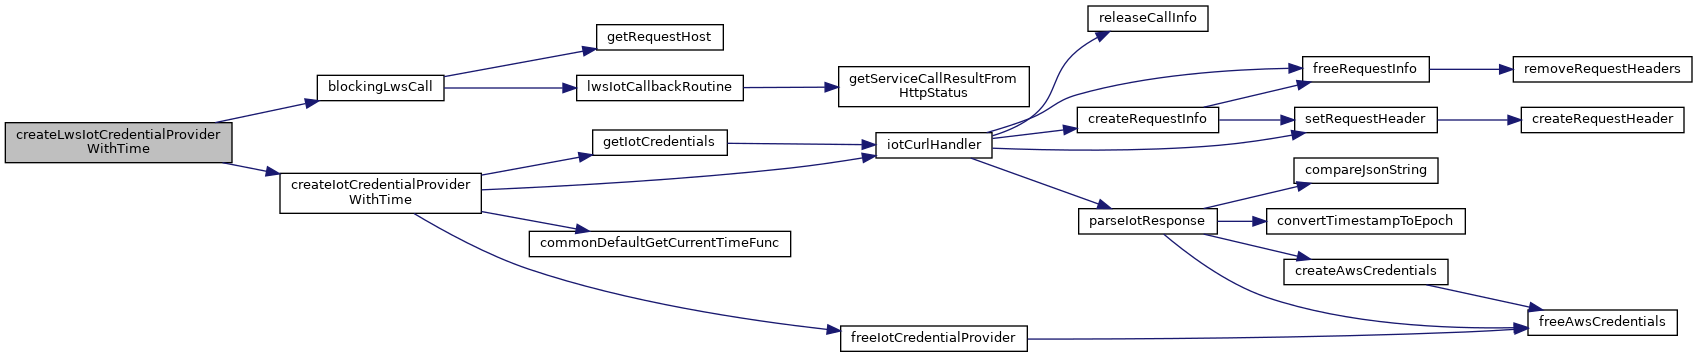 createLwsIotCredentialProvider
WithTime
blockingLwsCall
createIotCredentialProvider
WithTime
getRequestHost
lwsIotCallbackRoutine
getIotCredentials
commonDefaultGetCurrentTimeFunc
getServiceCallResultFrom
HttpStatus
iotCurlHandler
freeIotCredentialProvider
releaseCallInfo
createRequestInfo
parseIotResponse
freeRequestInfo
setRequestHeader
compareJsonString
convertTimestampToEpoch
createAwsCredentials
removeRequestHeaders
createRequestHeader
freeAwsCredentials